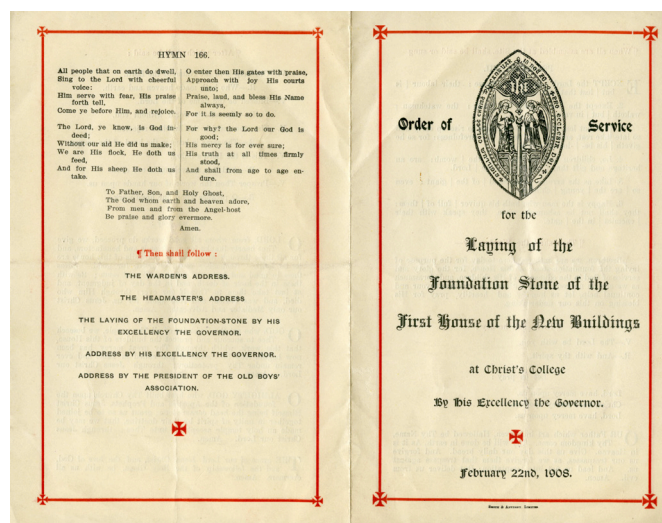 HYMN 166.
All people that on earth do dwell,
Sing to the Lord with cheerful
voice;
Him serve with fear, His praise
forth tell,
Come ye before Him, and rejoice.
The Lord, ye know, is God in-
deed;
Without our aid He did us make;
We are His flock, He doth us
feed,
And for His sheep He doth us
take.
O enter then His gates with praise,
Approach with joy His courts
unto;
Praise, laud, and bless His Name
always,
For it is seemly so to do.
For why? the Lord our God is
good;
His mercy is for ever sure;
His truth at all times firmly
stood,
And shall from age to age en-
dure.
To Father, Son, and Holy Ghost,
The God whom earth and heaven adore,
From men and from the Angel-host
Be praise and glory evermore.
Amen.
¶ Then shall follow :
THE WARDEN'S ADDRESS.
THE HEADMASTER'S ADDRESS
THE LAYING OF THE FOUNDATION-STONE BY HIS
EXCELLENCY THE GOVERNOR.
ADDRESS BY HIS EXCELLENCY THE GOVERNOR.
ADDRESS BY THE PRESIDENT OF THE OLD BOYS'
ASSOCIATION.
Order of Service
for the
Laying of the
Foundation Stone of the
First House of the New Buildings
at Christ's College
By His Excellency the Governor.
February 22nd, 1908.